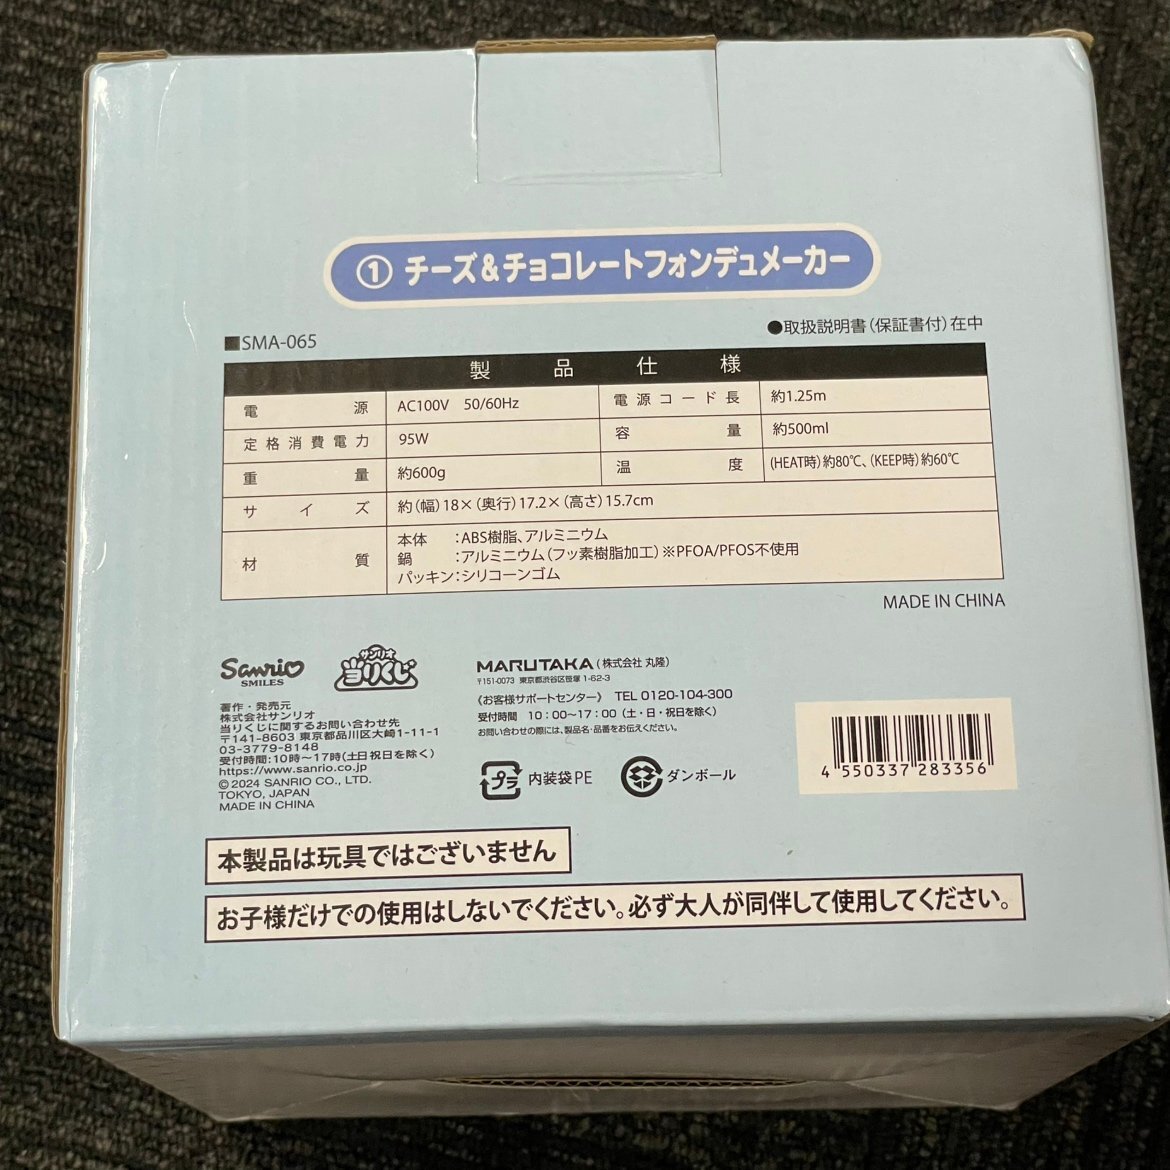 ① チーズ&チョコレートフォンデュメーカー
■SMA-065
●取扱説明書(保証書付)在中
製品仕様
電源 AC100V 50/60Hz 電源コード長 約1.25m
定格消費電力 95W 容量 約500ml
重量 約600g 温度 (HEAT時)約80℃、(KEEP時)約60℃
サイズ 約(幅)18×(奥行)17.2×(高さ)15.7cm
材質 本体 :ABS樹脂、アルミニウム
鍋 :アルミニウム(フッ素樹脂加工)※PFOA/PFOS不使用
パッキン:シリコーンゴム
MADE IN CHINA
Sanrio
SMILES
サンリオ
当りくじ
著作・発売元
株式会社サンリオ
当りくじに関するお問い合わせ先
〒141-8603 東京都品川区大崎1-11-1
03-3779-8148
受付時間:10時~17時(土日祝日を除く)
https://www.sanrio.co.jp
©2024 SANRIO CO., LTD.
TOKYO, JAPAN
MADE IN CHINA
MARUTAKA(株式会社 丸隆)
〒151-0073 東京都渋谷区笹塚 1-62-3
《お客様サポートセンター》 TEL 0120-104-300
受付時間 10:00~17:00(土・日・祝日を除く)
お問い合わせの際には、製品名・品番をお伝えください。
プラ 内装袋PE
ダンボール
4 550337 283356
本製品は玩具ではございません
お子様だけでの使用はしないでください。必ず大人が同伴して使用してください。